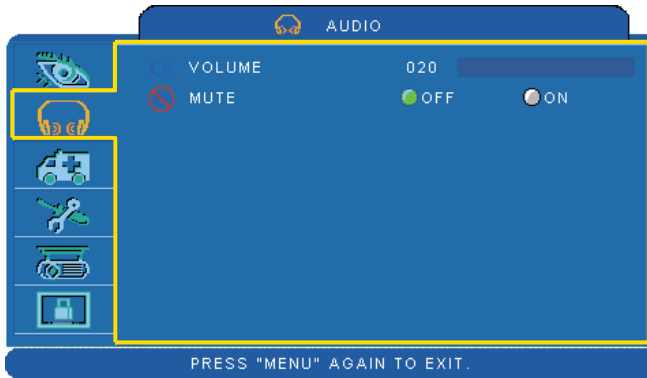 AUDIO
VOLUME 020
MUTE OFF ON
PRESS "MENU" AGAIN TO EXIT.